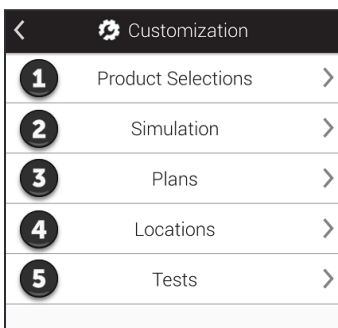 Customization
1 Product Selections
2 Simulation
3 Plans
4 Locations
5 Tests